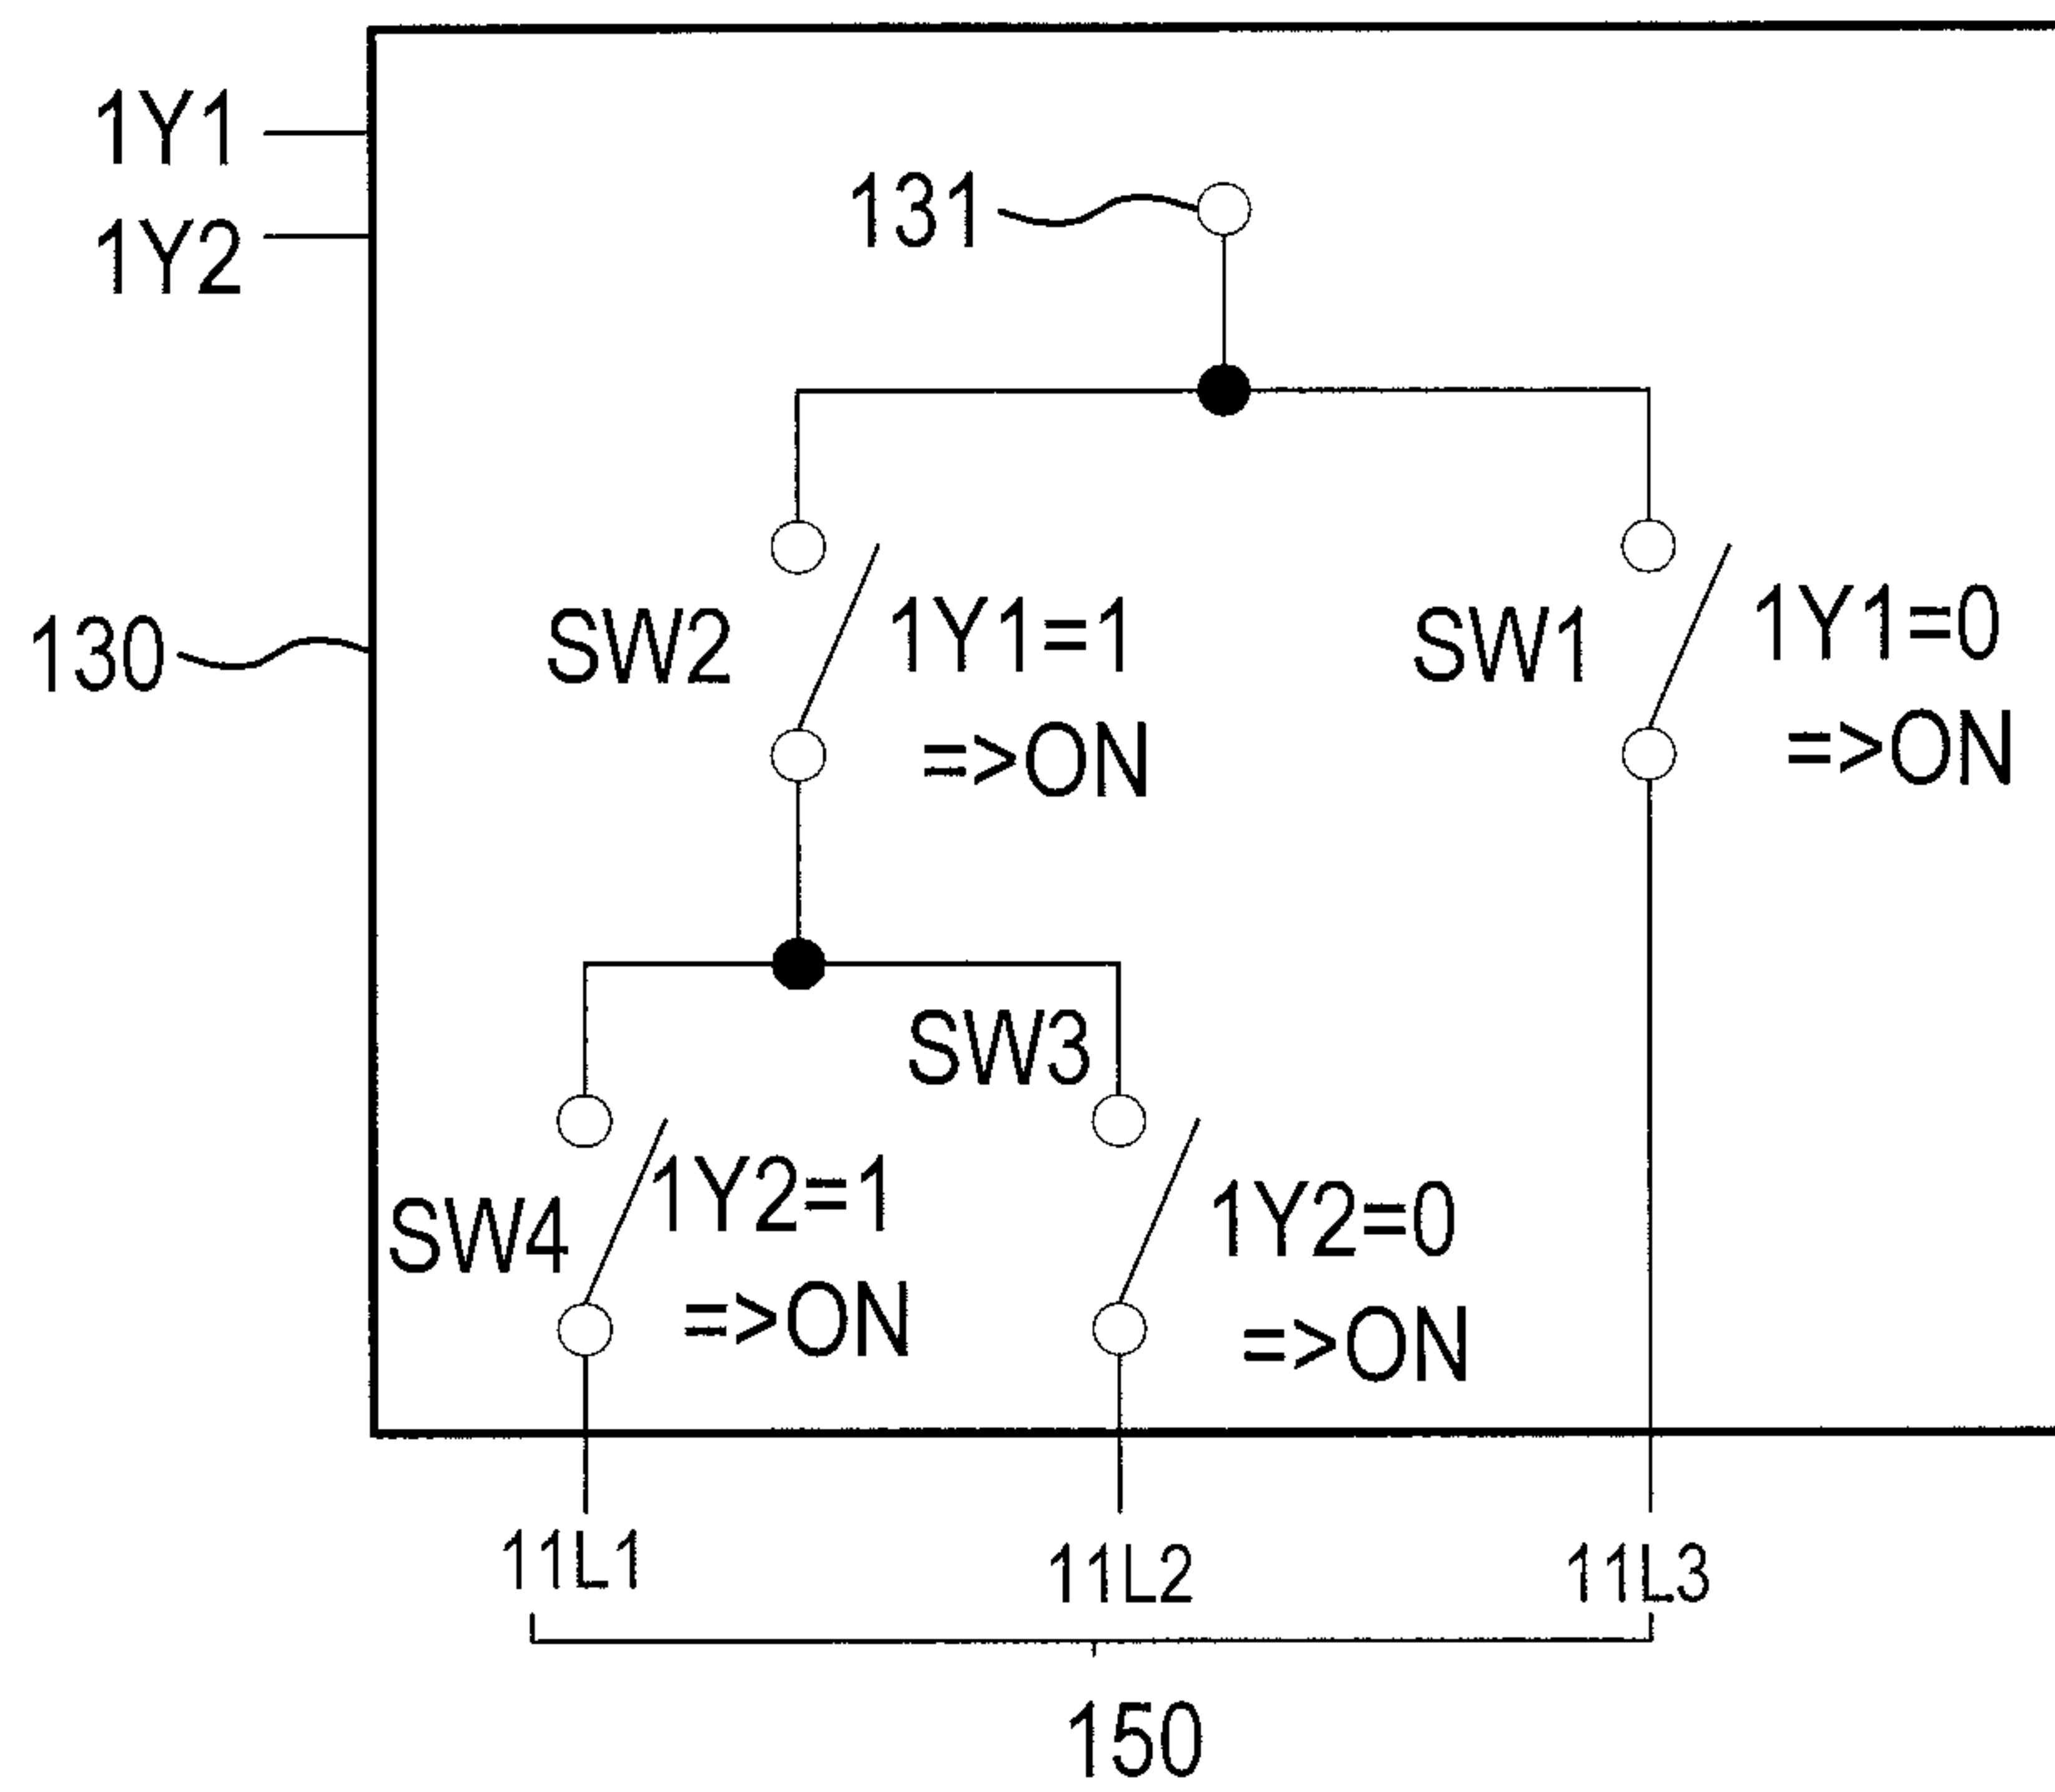 1Y1
1Y2
131
130
SW2
1Y1=1
=>ON
SW1
1Y1=0
=>ON
SW3
SW4
1Y2=1
=>ON
1Y2=0
=>ON
11L1
11L2
11L3
150